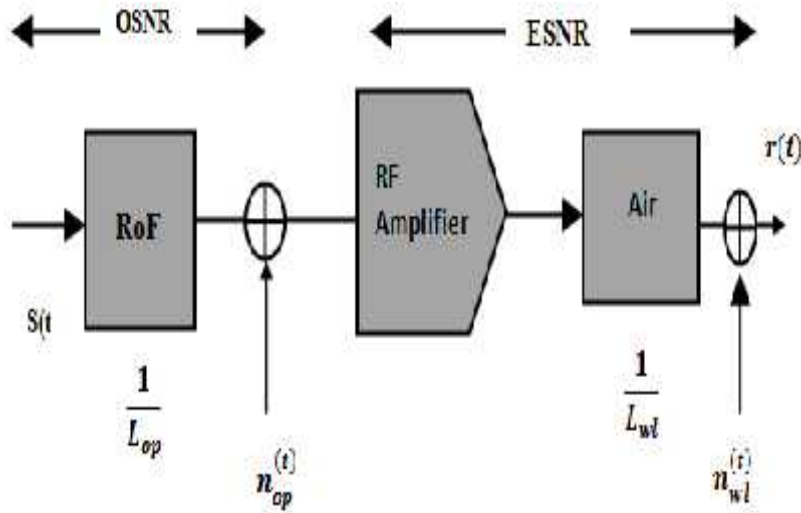 OSNR
ESNR
r(t)
RF
Amplifier
Air
RoF
S(t
1
L_op
1
L_wl
n_op^(t)
n_wl^(t)